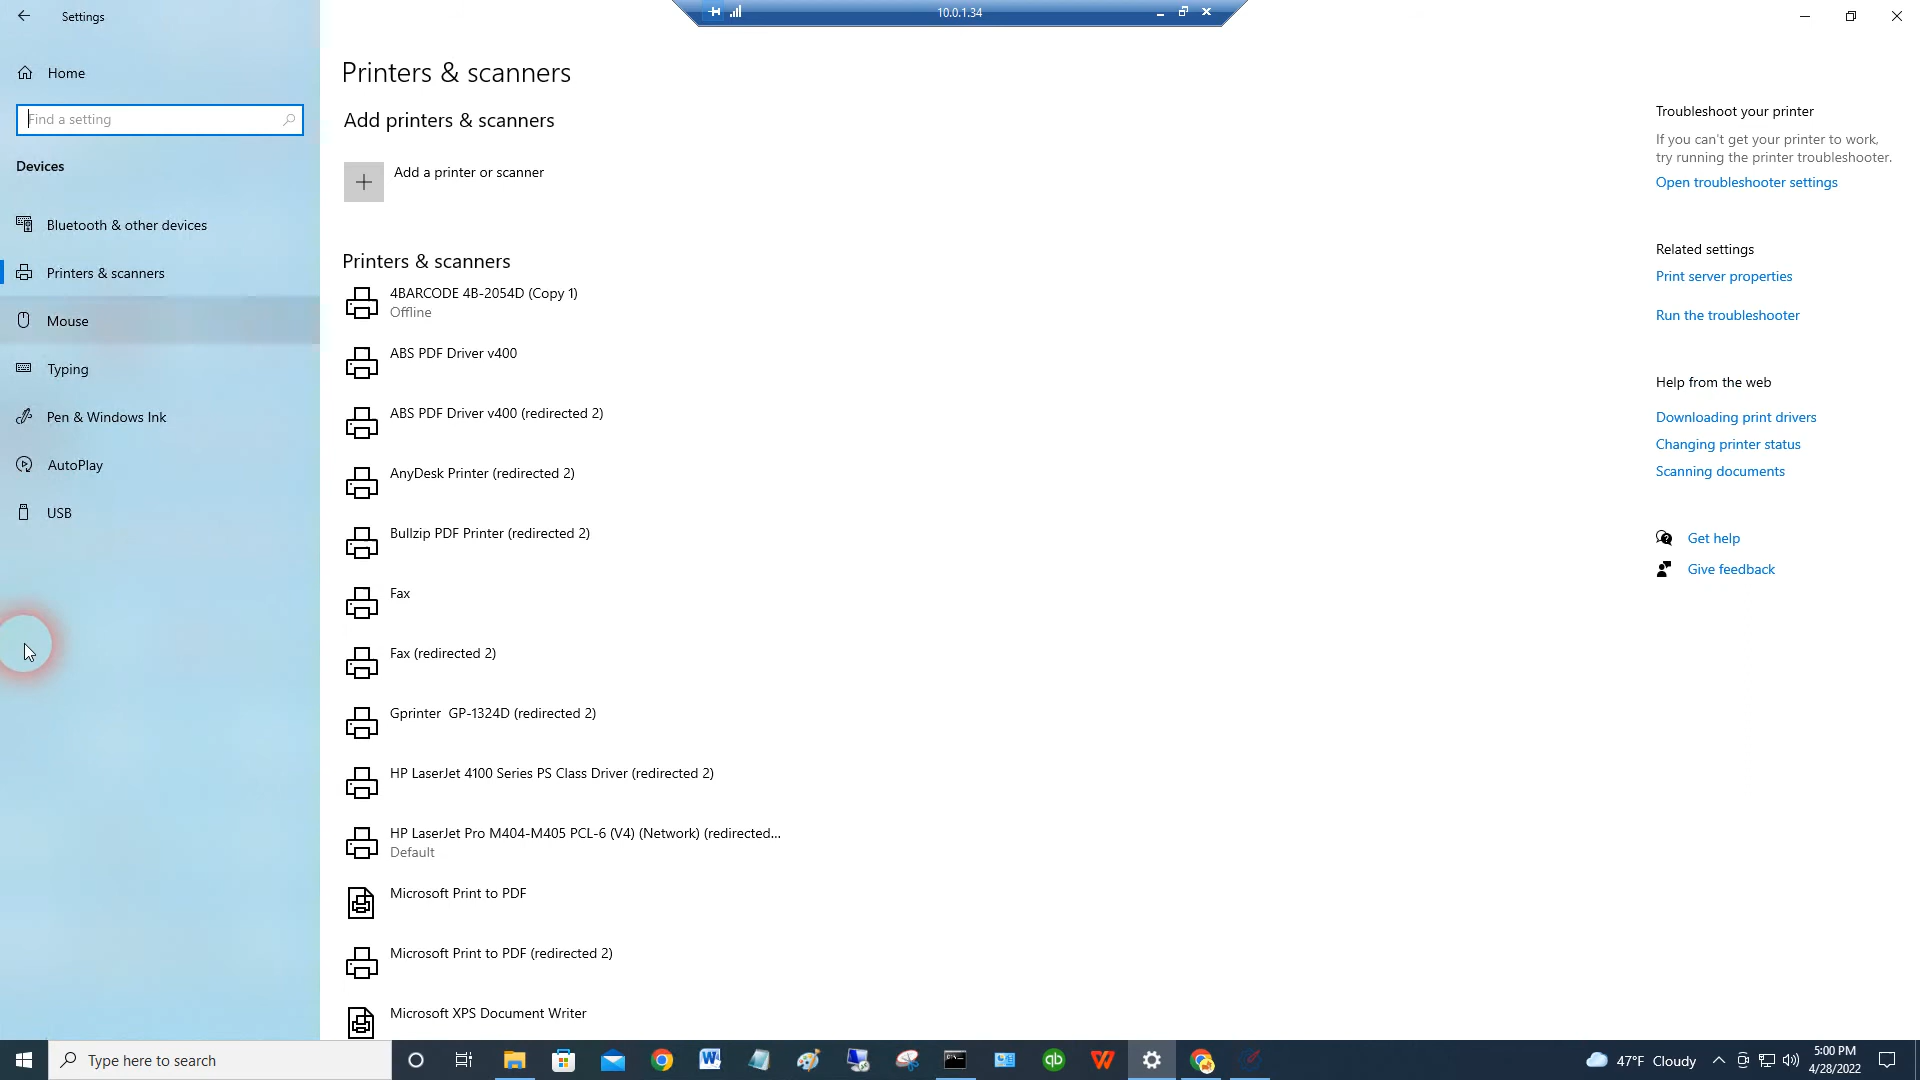 Settings
10.0.1.34
Home
Find a setting
Devices
Bluetooth & other devices
Printers & scanners
Mouse
Typing
Pen & Windows Ink
AutoPlay
USB
Printers & scanners
Add printers & scanners
Add a printer or scanner
Printers & scanners
4BARCODE 4B-2054D (Copy 1)
Offline
ABS PDF Driver v400
ABS PDF Driver v400 (redirected 2)
AnyDesk Printer (redirected 2)
Bullzip PDF Printer (redirected 2)
Fax
Fax (redirected 2)
Gprinter  GP-1324D (redirected 2)
HP LaserJet 4100 Series PS Class Driver (redirected 2)
HP LaserJet Pro M404-M405 PCL-6 (V4) (Network) (redirected...
Default
Microsoft Print to PDF
Microsoft Print to PDF (redirected 2)
Microsoft XPS Document Writer
Troubleshoot your printer
If you can't get your printer to work,
try running the printer troubleshooter.
Open troubleshooter settings
Related settings
Print server properties
Run the troubleshooter
Help from the web
Downloading print drivers
Changing printer status
Scanning documents
Get help
Give feedback
Type here to search
47°F Cloudy
5:00 PM
4/28/2022